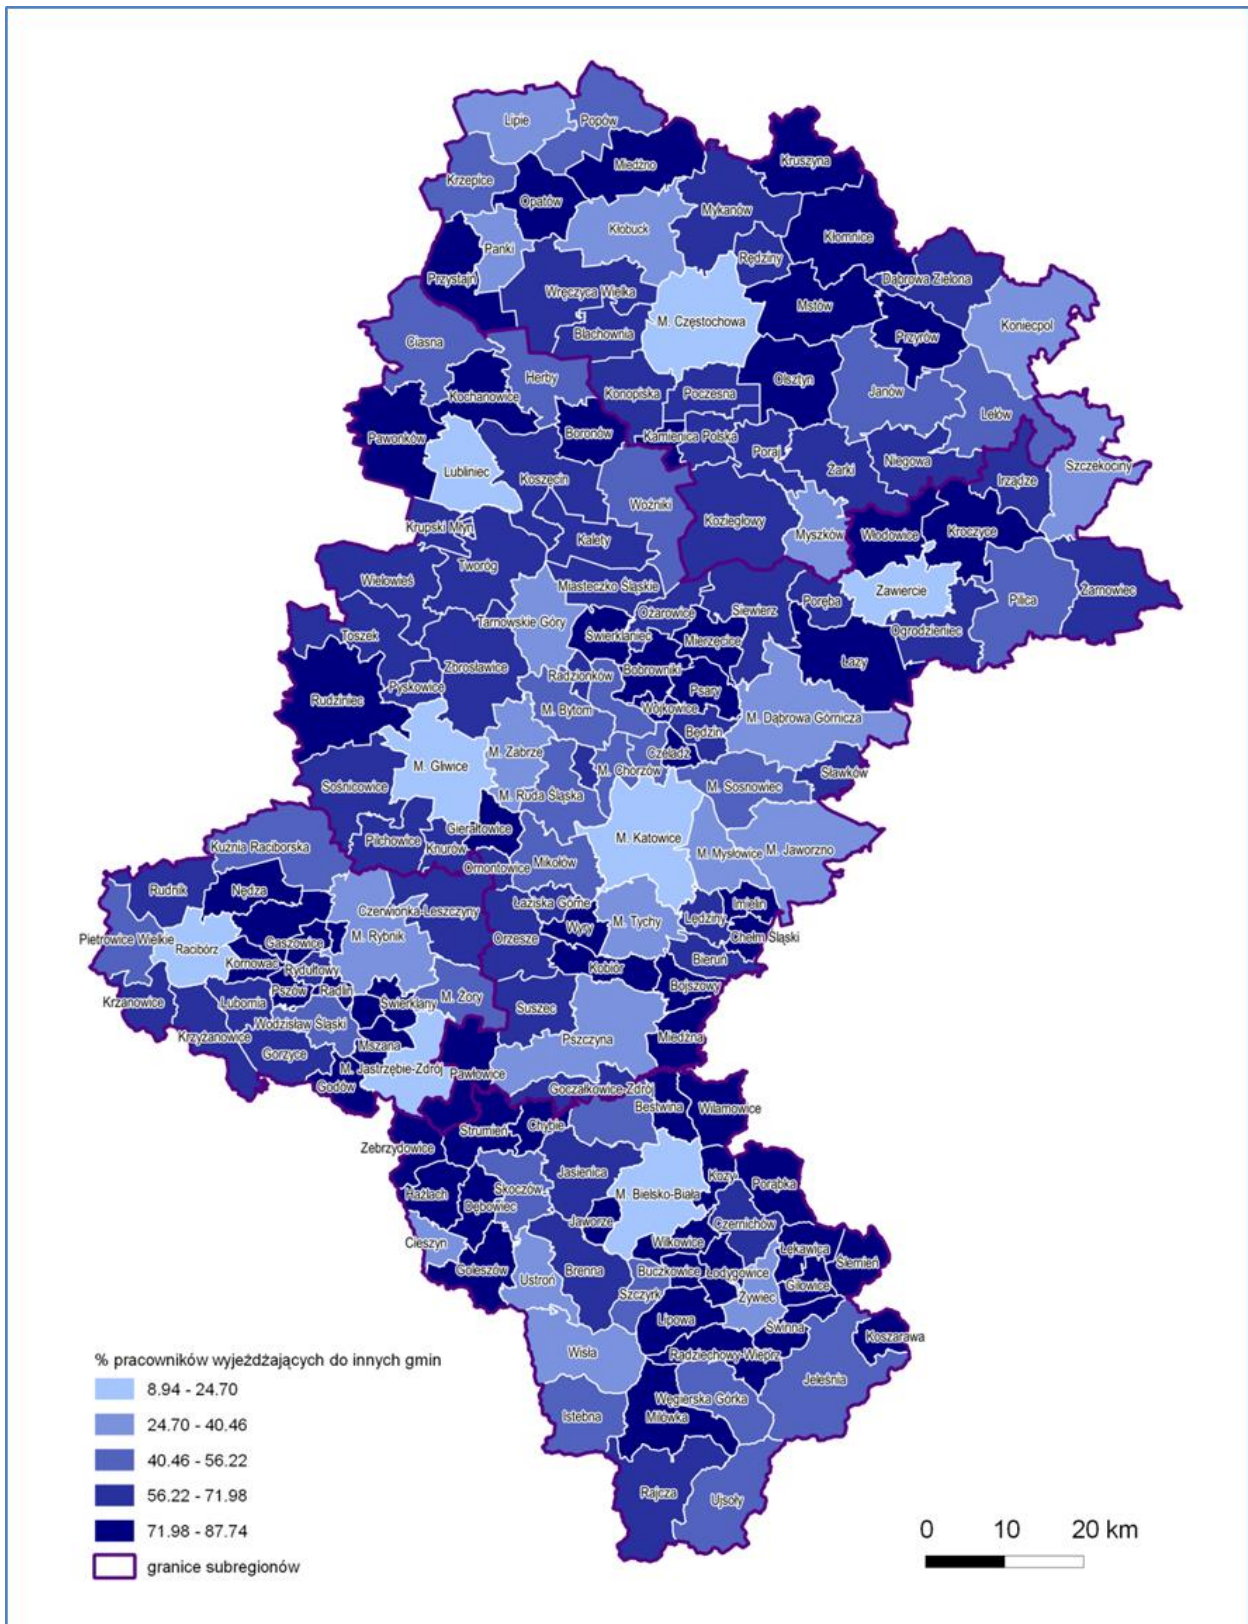 Lipie
Popów
Miedźno
Kruszyna
Krzepice
Opatów
Mykanów
Kłobuck
Kłomnice
Panki
Rędziny
Przystajń
Dąbrowa Zielona
Wręczyca Wielka
Mstów
M. Częstochowa
Koniecpol
Blachownia
Przyrów
Ciasna
Herby
Olsztyn
Kochanowice
Konopiska
Poczesna
Janów
Lelów
Boronów
Kamienica Polska
Pawonków
Poraj
Żarki
Niegowa
Szczekociny
Lubliniec
Koszęcin
Irządze
Woźniki
Koziegłowy
Krupski Młyn
Myszków
Włodowice
Kroczyce
Kalety
Tworóg
Wielowieś
Miasteczko Śląskie
Zawiercie
Żarnowiec
Siewierz
Poręba
Pilica
Ożarowice
Tarnowskie Góry
Świerklaniec
Mierzęcice
Ogrodzieniec
Toszek
Łazy
Zbrosławice
Radzionków
Bobrowniki
Pyskowice
Psary
Rudziniec
M. Bytom
Wojkowice
M. Dąbrowa Górnicza
Będzin
M. Zabrze
Czeladź
M. Gliwice
M. Chorzów
Sławków
Sośnicowice
M. Ruda Śląska
M. Sosnowiec
Gierałtowice
M. Katowice
Pilchowice
Knurów
Kuźnia Raciborska
M. Mysłowice
M. Jaworzno
Ornontowice
Mikołów
Rudnik
Nędza
Łaziska Górne
Imielin
Czerwionka-Leszczyny
M. Tychy
Lędziny
Wyry
Chełm Śląski
Pietrowice Wielkie
Gaszowice
M. Rybnik
Orzesze
Racibórz
Bieruń
Kornowac
Rydułtowy
Kobiór
Pszów
Radlin
Bojszowy
Krzanowice
Lubomia
Świerklany
M. Żory
Suszec
Wodzisław Śląski
Krzyżanowice
Pszczyna
Miedźna
Mszana
Gorzyce
M. Jastrzębie-Zdrój
Pawłowice
Godów
Goczałkowice-Zdrój
Bestwina
Wilamowice
Strumień
Chybie
Zebrzydowice
Jasienica
Kozy
Skoczów
Porąbka
Hażlach
M. Bielsko-Biała
Dębowiec
Jaworze
Czernichów
Cieszyn
Wilkowice
Łękawica
Ślemień
Goleszów
Brenna
Buczkowice
Łodygowice
Ustroń
Gilowice
Szczyrk
Żywiec
Lipowa
Świnna
Koszarawa
Wisła
Radziechowy-Wieprz
Jeleśnia
Węgierska Górka
Istebna
Milówka
Rajcza
Ujsoły
% pracowników wyjeżdżających do innych gmin
8.94 - 24.70
24.70 - 40.46
40.46 - 56.22
56.22 - 71.98
71.98 - 87.74
granice subregionów
0 10 20 km